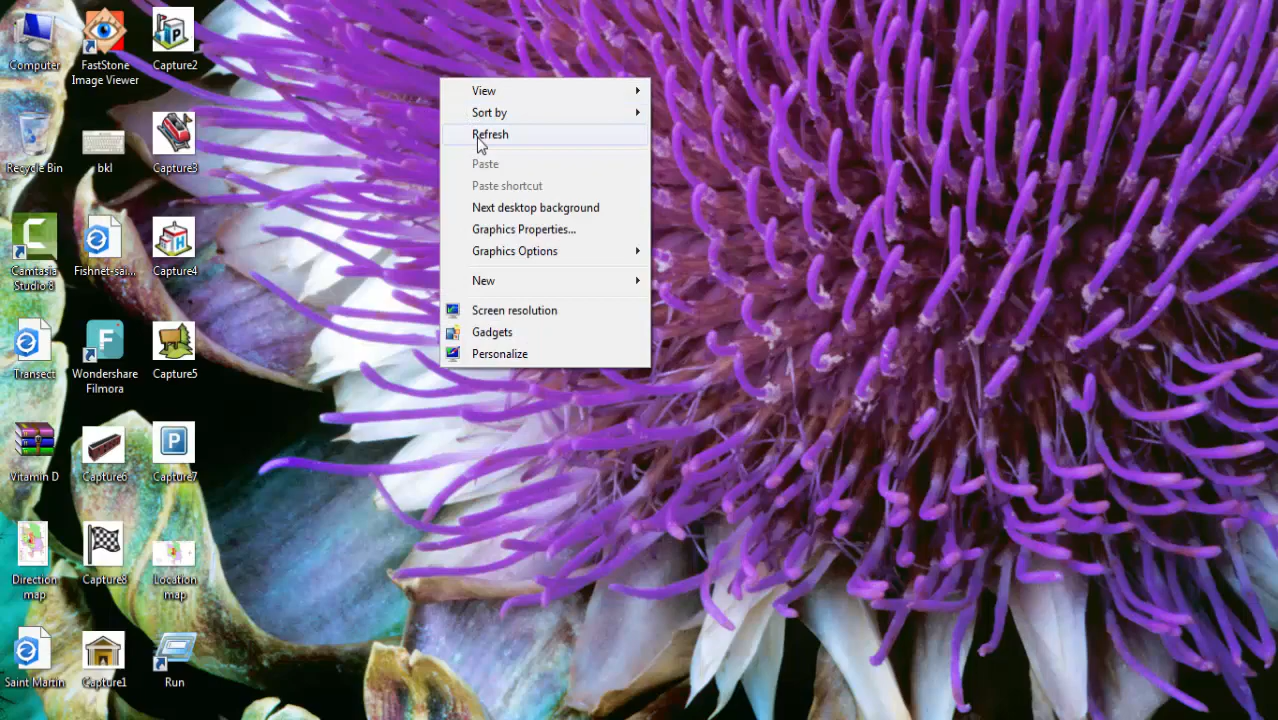 Computer
FastStone
Image Viewer
Capture2
Recycle Bin
bkl
Capture3
Camtasia
Studio 8
Fishnet-sai...
Capture4
Transect
Wondershare
Filmora
Capture5
Vitamin D
Capture6
Capture7
Direction
map
Capture8
Location
map
Saint Martin
Capture1
Run
View
Sort by
Refresh
Paste
Paste shortcut
Next desktop background
Graphics Properties...
Graphics Options
New
Screen resolution
Gadgets
Personalize